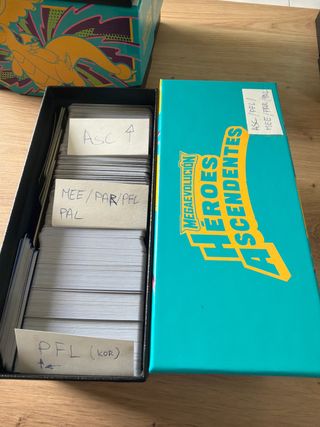 ASC ↑
MEE/PAR/PFL
PAL
PFL (KOR)
MEGAEVOLUCIÓN
HÉROES
ASCENDENTES
ASC/PFL/
MEE/PAR/PAL